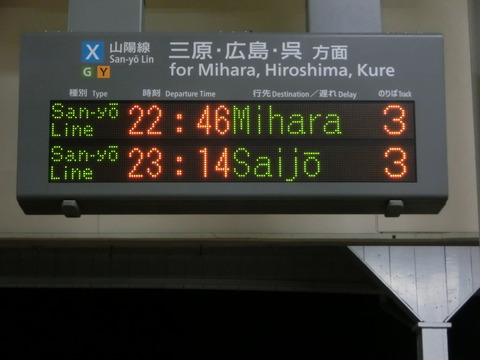 X 山陽線 三原・広島・呉 方面
San-yō Lin
G Y for Mihara, Hiroshima, Kure
種別 Type 時刻 Departure Time 行先 Destination／遅れ Delay のりば Track
San-yō Line 22:46 Mihara 3
San-yō Line 23:14 Saijō 3